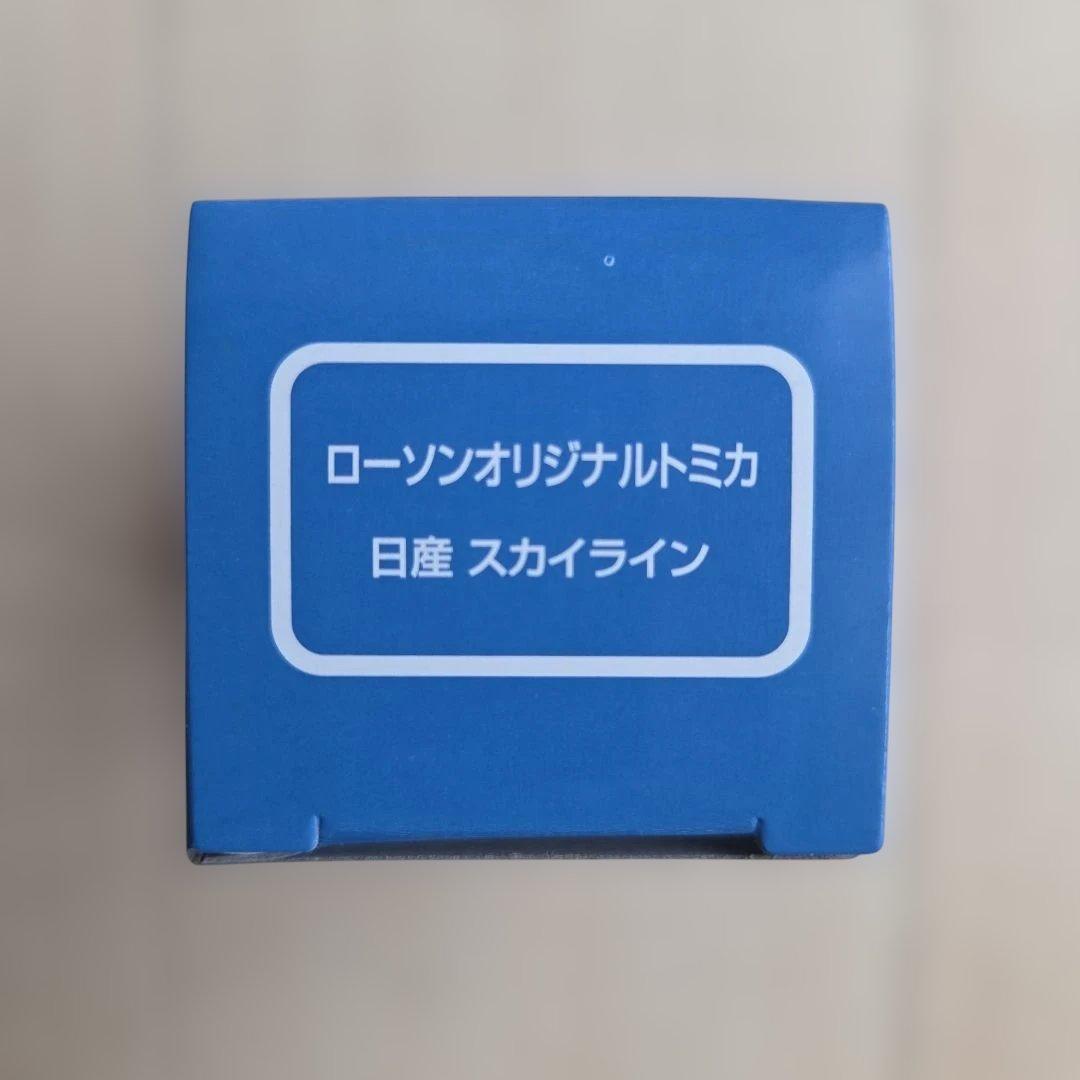 ローソンオリジナルトミカ
日産 スカイライン